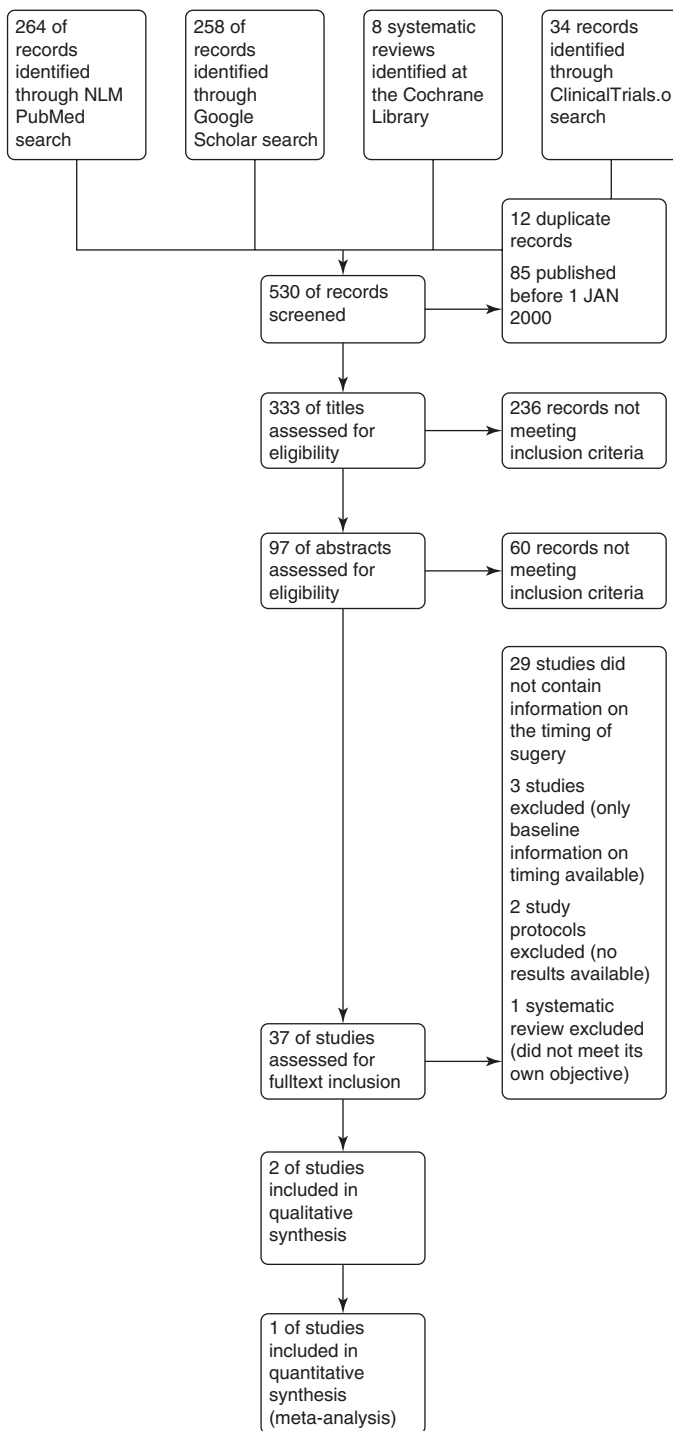 264 of
records
identified
through NLM
PubMed
search
258 of
records
identified
through
Google
Scholar search
8 systematic
reviews
identified at
the Cochrane
Library
34 records
identified
through
ClinicalTrials.o
search
12 duplicate
records
85 published
before 1 JAN
2000
530 of records
screened
333 of titles
assessed for
eligibility
236 records not
meeting
inclusion criteria
97 of abstracts
assessed for
eligibility
60 records not
meeting
inclusion criteria
29 studies did
not contain
information on
the timing of
sugery
3 studies
excluded (only
baseline
information on
timing available)
2 study
protocols
excluded (no
results available)
1 systematic
review excluded
(did not meet its
own objective)
37 of studies
assessed for
fulltext inclusion
2 of studies
included in
qualitative
synthesis
1 of studies
included in
quantitative
synthesis
(meta-analysis)